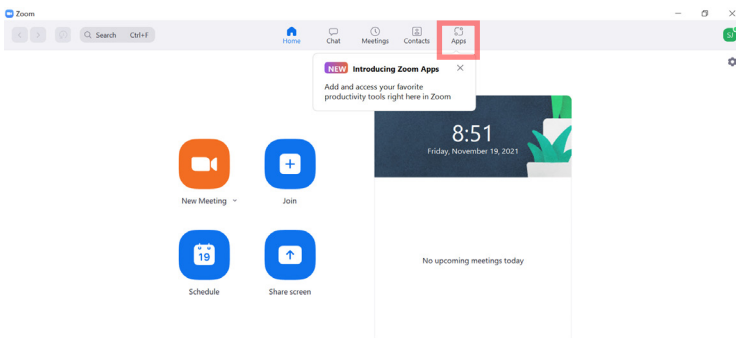 Zoom
Search Ctrl+F
Home
Chat
Meetings
Contacts
Apps
SJ
NEW Introducing Zoom Apps
Add and access your favorite
productivity tools right here in Zoom
8:51
Friday, November 19, 2021
New Meeting
Join
19
Schedule
Share screen
No upcoming meetings today